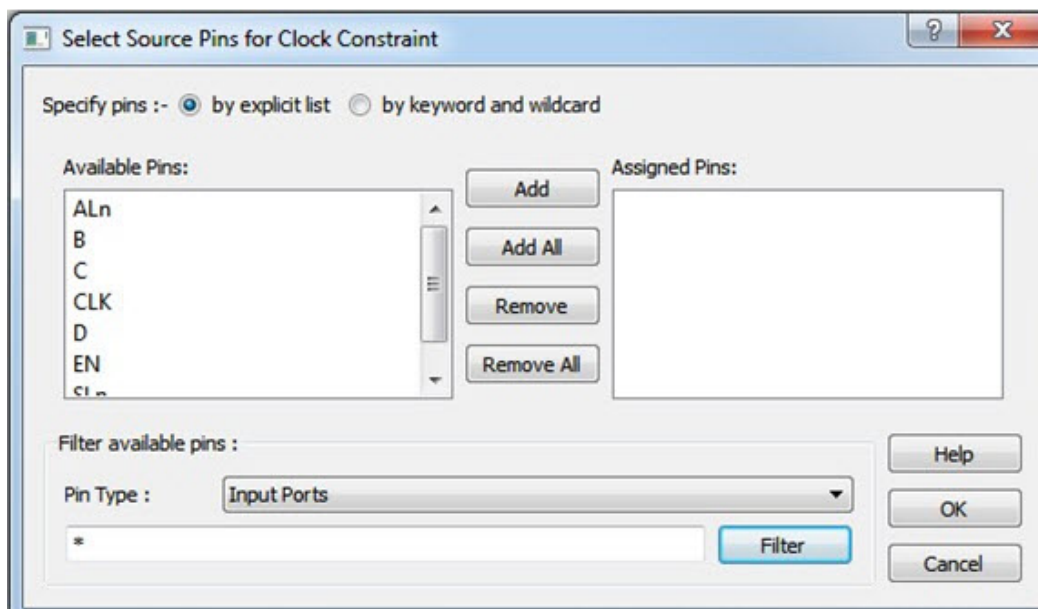 Select Source Pins for Clock Constraint
Specify pins :- by explicit list by keyword and wildcard
Available Pins:
ALn
B
C
CLK
D
EN
SLn
Add
Add All
Remove
Remove All
Assigned Pins:
Filter available pins :
Pin Type : Input Ports
*
Filter
Help
OK
Cancel